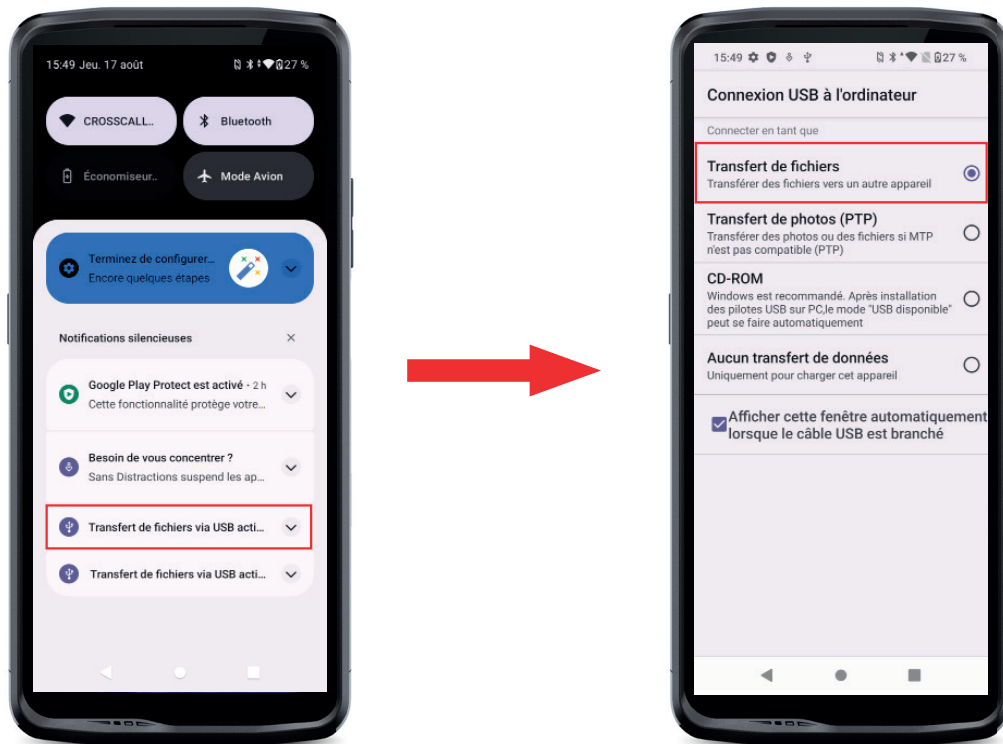 15:49 Jeu. 17 août
27 %
CROSSCALL..
Bluetooth
Économiseur..
Mode Avion
Terminez de configurer...
Encore quelques étapes
Notifications silencieuses
Google Play Protect est activé • 2 h
Cette fonctionnalité protège votre...
Besoin de vous concentrer ?
Sans Distractions suspend les ap...
Transfert de fichiers via USB acti...
Transfert de fichiers via USB acti...
15:49
27 %
Connexion USB à l'ordinateur
Connecter en tant que
Transfert de fichiers
Transférer des fichiers vers un autre appareil
Transfert de photos (PTP)
Transférer des photos ou des fichiers si MTP
n'est pas compatible (PTP)
CD-ROM
Windows est recommandé. Après installation
des pilotes USB sur PC,le mode "USB disponible"
peut se faire automatiquement
Aucun transfert de données
Uniquement pour charger cet appareil
Afficher cette fenêtre automatiquement
lorsque le câble USB est branché